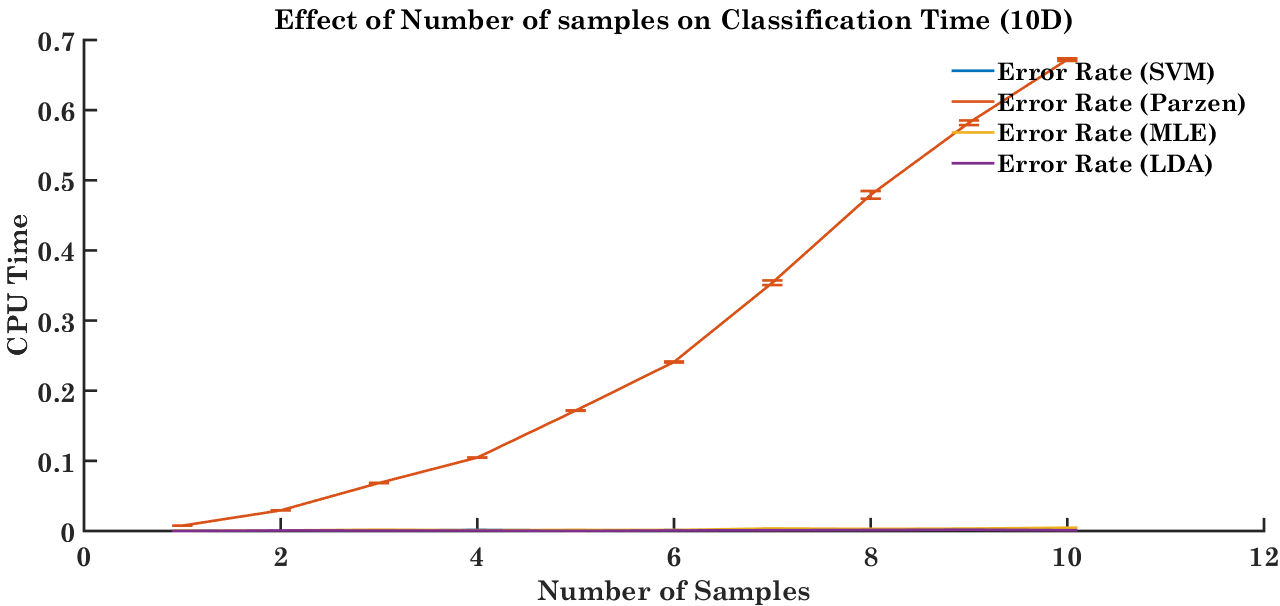 Effect of Number of samples on Classification Time (10D)
0.7
0.6
0.5
0.4
0.3
0.2
0.1
0
CPU Time
Error Rate (SVM)
Error Rate (Parzen)
Error Rate (MLE)
Error Rate (LDA)
0 2 4 6 8 10 12
Number of Samples